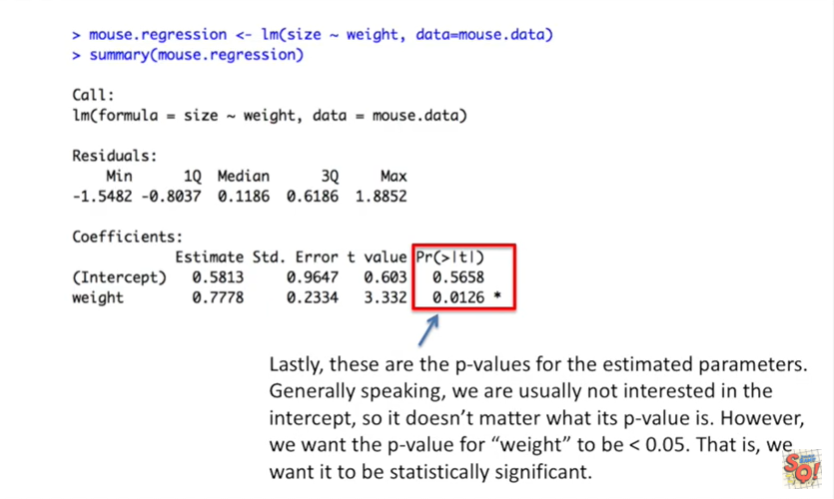 > mouse.regression <- lm(size ~ weight, data=mouse.data)
> summary(mouse.regression)
Call:
lm(formula = size ~ weight, data = mouse.data)
Residuals:
Min 1Q Median 3Q Max
-1.5482 -0.8037 0.1186 0.6186 1.8852
Coefficients:
Estimate Std. Error t value Pr(>|t|)
(Intercept) 0.5813 0.9647 0.603 0.5658
weight 0.7778 0.2334 3.332 0.0126 *
Lastly, these are the p-values for the estimated parameters.
Generally speaking, we are usually not interested in the
intercept, so it doesn’t matter what its p-value is. However,
we want the p-value for “weight” to be < 0.05. That is, we
want it to be statistically significant.
SQ!